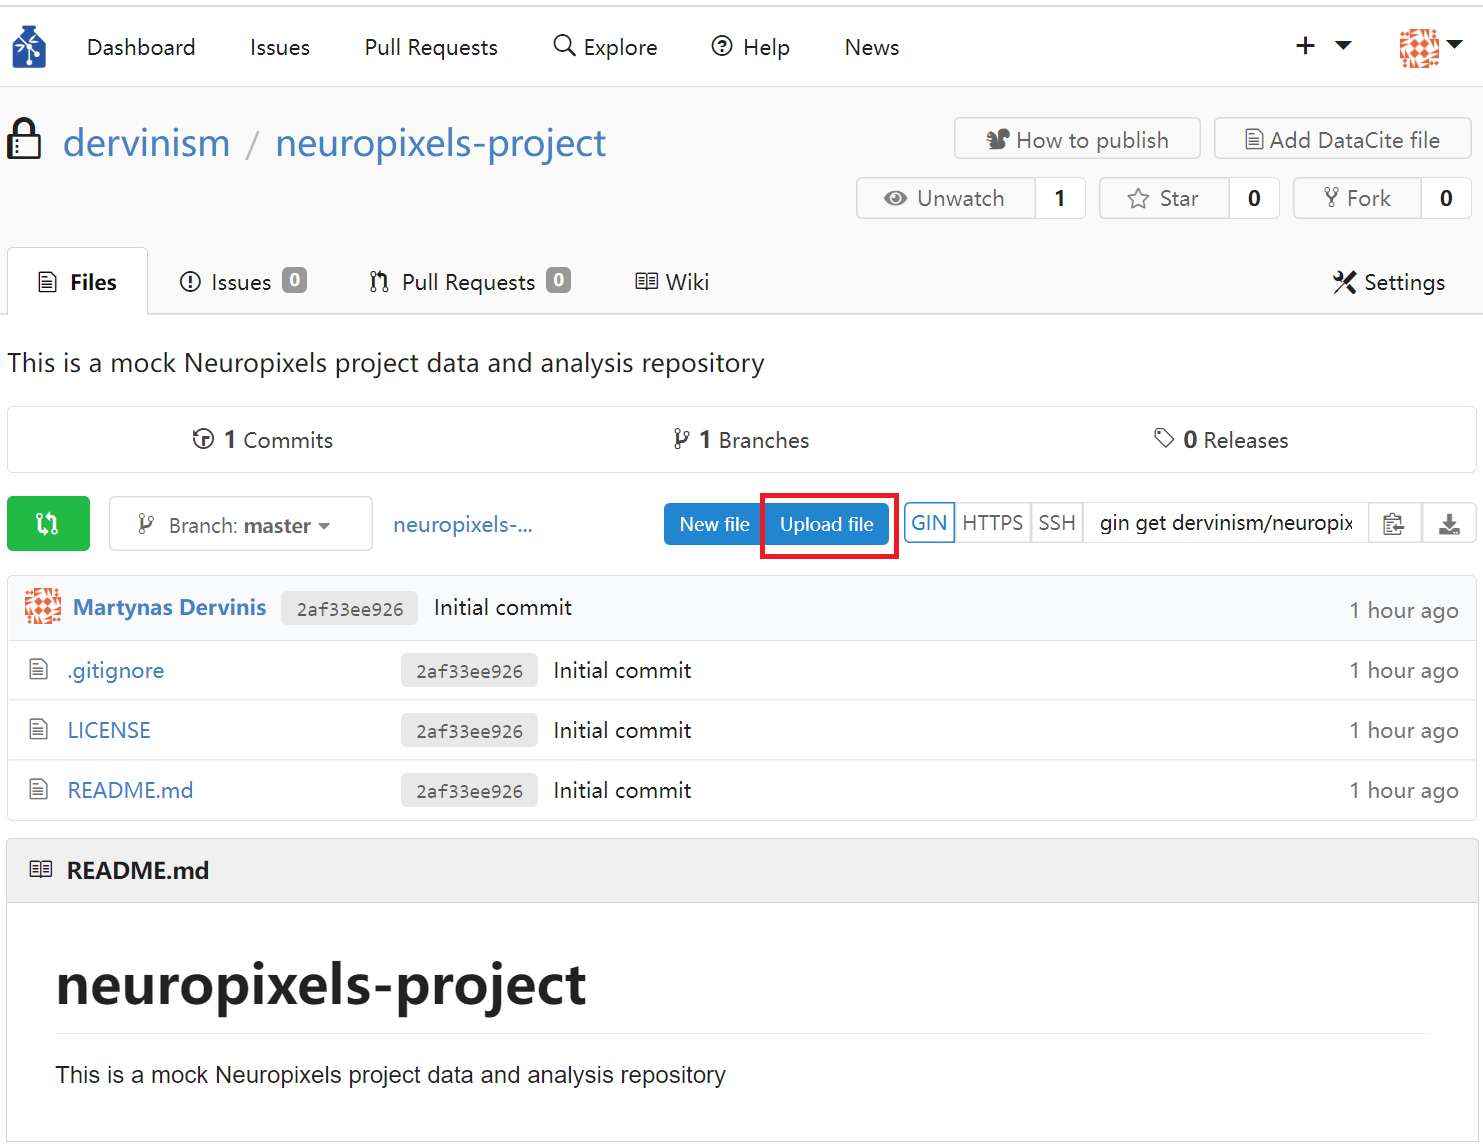 Dashboard Issues Pull Requests Explore Help News
dervinism / neuropixels-project
How to publish Add DataCite file
Unwatch 1 Star 0 Fork 0
Files Issues 0 Pull Requests 0 Wiki Settings
This is a mock Neuropixels project data and analysis repository
1 Commits 1 Branches 0 Releases
Branch: master neuropixels-... New file Upload file GIN HTTPS SSH gin get dervinism/neuropix
Martynas Dervinis 2af33ee926 Initial commit 1 hour ago
.gitignore 2af33ee926 Initial commit 1 hour ago
LICENSE 2af33ee926 Initial commit 1 hour ago
README.md 2af33ee926 Initial commit 1 hour ago
README.md
neuropixels-project
This is a mock Neuropixels project data and analysis repository